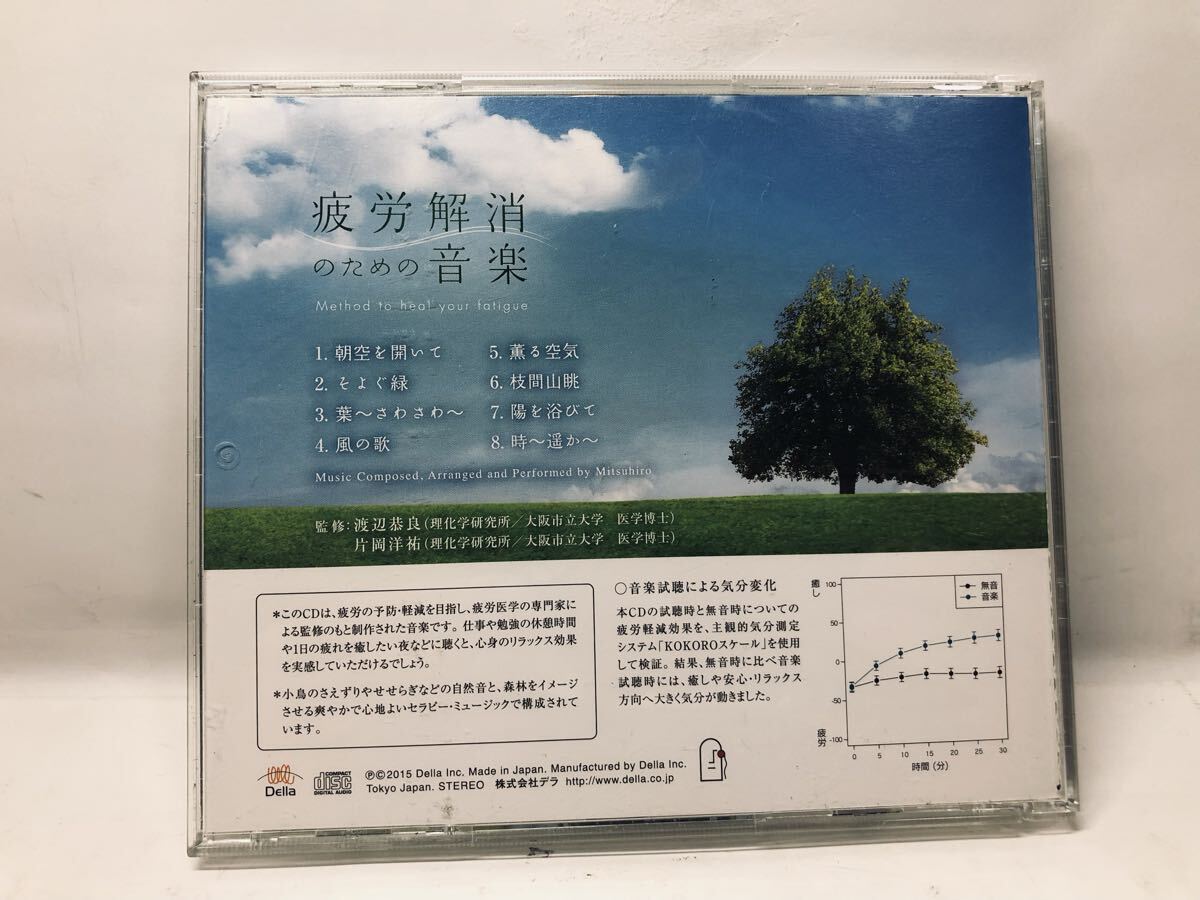 疲労解消
のための音楽
Method to heal your fatigue
1. 朝空を開いて
2. そよぐ緑
3. 葉〜さわさわ〜
4. 風の歌
5. 薫る空気
6. 枝間山眺
7. 陽を浴びて
8. 時〜遥か〜
Music Composed, Arranged and Performed by Mitsuhiro
監修：渡辺恭良（理化学研究所／大阪市立大学 医学博士）
片岡洋祐（理化学研究所／大阪市立大学 医学博士）
＊このCDは、疲労の予防・軽減を目指し、疲労医学の専門家に
よる監修のもと制作された音楽です。仕事や勉強の休憩時間
や1日の疲れを癒したい夜などに聴くと、心身のリラックス効果
を実感していただけるでしょう。
＊小鳥のさえずりやせせらぎなどの自然音と、森林をイメージ
させる爽やかで心地よいセラピー・ミュージックで構成されて
います。
〇音楽試聴による気分変化
本CDの試聴時と無音時についての
疲労軽減効果を、主観的気分測定
システム「KOKOROスケール」を使用
して検証。結果、無音時に比べ音楽
試聴時には、癒しや安心・リラックス
方向へ大きく気分が動きました。
癒し
100
50
0
-50
-100
疲労
無音
音楽
0 5 10 15 20 25 30
時間（分）
Della
COMPACT
disc
DIGITAL AUDIO
Ⓟ©2015 Della Inc. Made in Japan. Manufactured by Della Inc.
Tokyo Japan. STEREO 株式会社デラ http://www.della.co.jp